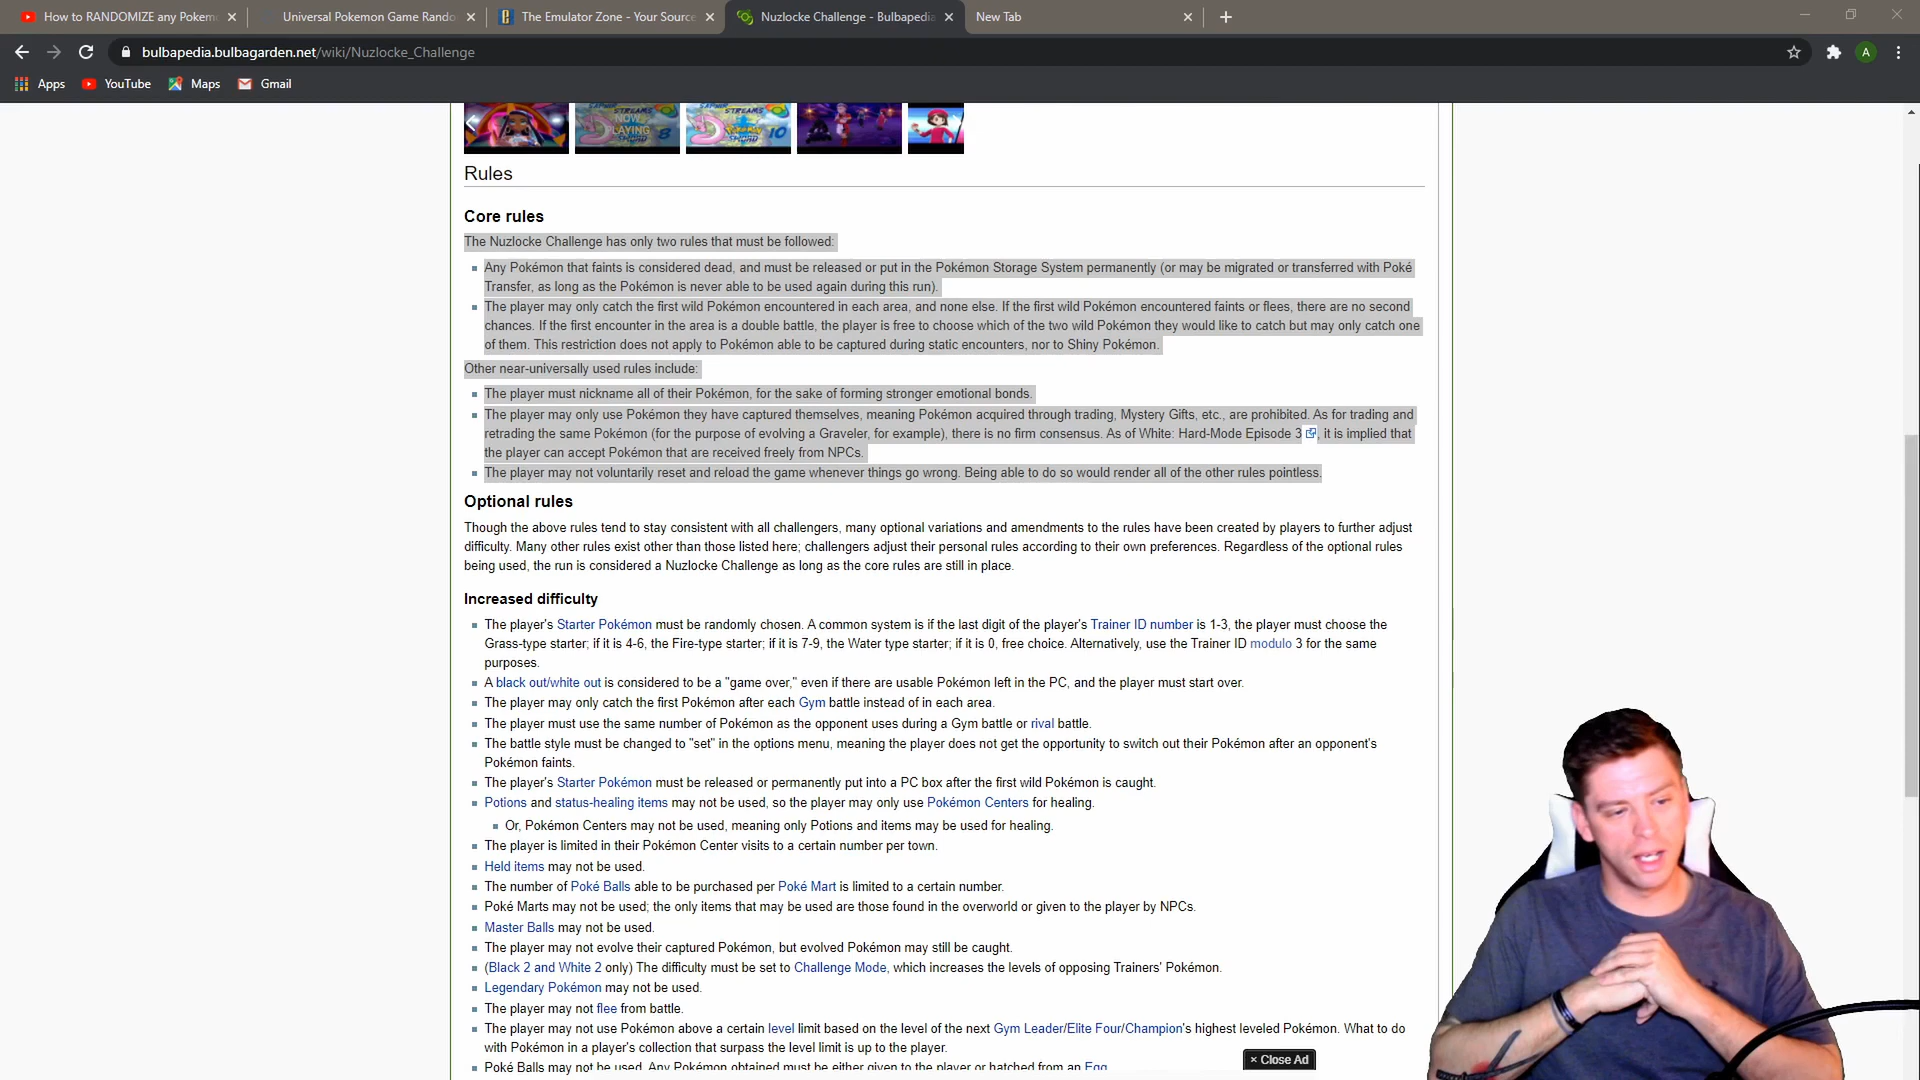 How to RANDOMIZE any Pokemo
Universal Pokemon Game Rando
The Emulator Zone - Your Source
Nuzlocke Challenge - Bulbapedia
New Tab
bulbapedia.bulbagarden.net/wiki/Nuzlocke_Challenge
A
Apps
YouTube
Maps
Gmail
STREAMS
NOW
PLAYING
8
STREAMS
10
Rules
Core rules
The Nuzlocke Challenge has only two rules that must be followed:
Any Pokémon that faints is considered dead, and must be released or put in the Pokémon Storage System permanently (or may be migrated or transferred with Poké
Transfer, as long as the Pokémon is never able to be used again during this run).
The player may only catch the first wild Pokémon encountered in each area, and none else. If the first wild Pokémon encountered faints or flees, there are no second
chances. If the first encounter in the area is a double battle, the player is free to choose which of the two wild Pokémon they would like to catch but may only catch one
of them. This restriction does not apply to Pokémon able to be captured during static encounters, nor to Shiny Pokémon.
Other near-universally used rules include:
The player must nickname all of their Pokémon, for the sake of forming stronger emotional bonds.
The player may only use Pokémon they have captured themselves, meaning Pokémon acquired through trading, Mystery Gifts, etc., are prohibited. As for trading and
retrading the same Pokémon (for the purpose of evolving a Graveler, for example), there is no firm consensus. As of White: Hard-Mode Episode 3 , it is implied that
the player can accept Pokémon that are received freely from NPCs.
The player may not voluntarily reset and reload the game whenever things go wrong. Being able to do so would render all of the other rules pointless.
Optional rules
Though the above rules tend to stay consistent with all challengers, many optional variations and amendments to the rules have been created by players to further adjust
difficulty. Many other rules exist other than those listed here; challengers adjust their personal rules according to their own preferences. Regardless of the optional rules
being used, the run is considered a Nuzlocke Challenge as long as the core rules are still in place.
Increased difficulty
The player's Starter Pokémon must be randomly chosen. A common system is if the last digit of the player's Trainer ID number is 1-3, the player must choose the
Grass-type starter; if it is 4-6, the Fire-type starter; if it is 7-9, the Water type starter; if it is 0, free choice. Alternatively, use the Trainer ID modulo 3 for the same
purposes.
A black out/white out is considered to be a "game over," even if there are usable Pokémon left in the PC, and the player must start over.
The player may only catch the first Pokémon after each Gym battle instead of in each area.
The player must use the same number of Pokémon as the opponent uses during a Gym battle or rival battle.
The battle style must be changed to "set" in the options menu, meaning the player does not get the opportunity to switch out their Pokémon after an opponent's
Pokémon faints.
The player's Starter Pokémon must be released or permanently put into a PC box after the first wild Pokémon is caught.
Potions and status-healing items may not be used, so the player may only use Pokémon Centers for healing.
Or, Pokémon Centers may not be used, meaning only Potions and items may be used for healing.
The player is limited in their Pokémon Center visits to a certain number per town.
Held items may not be used.
The number of Poké Balls able to be purchased per Poké Mart is limited to a certain number.
Poké Marts may not be used; the only items that may be used are those found in the overworld or given to the player by NPCs.
Master Balls may not be used.
The player may not evolve their captured Pokémon, but evolved Pokémon may still be caught.
(Black 2 and White 2 only) The difficulty must be set to Challenge Mode, which increases the levels of opposing Trainers' Pokémon.
Legendary Pokémon may not be used.
The player may not flee from battle.
The player may not use Pokémon above a certain level limit based on the level of the next Gym Leader/Elite Four/Champion's highest leveled Pokémon. What to do
with Pokémon in a player's collection that surpass the level limit is up to the player.
Poké Balls may not be used. Any Pokémon obtained must be either given to the player or hatched from an Egg
× Close Ad